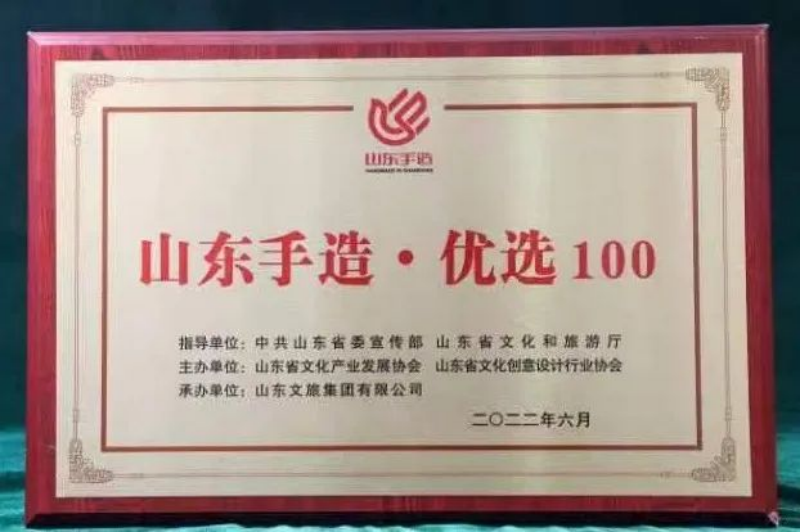 山东手造
HANDMADE IN SHANDONG
山东手造·优选100
指导单位：中共山东省委宣传部 山东省文化和旅游厅
主办单位：山东省文化产业发展协会 山东省文化创意设计行业协会
承办单位：山东文旅集团有限公司
二〇二二年六月